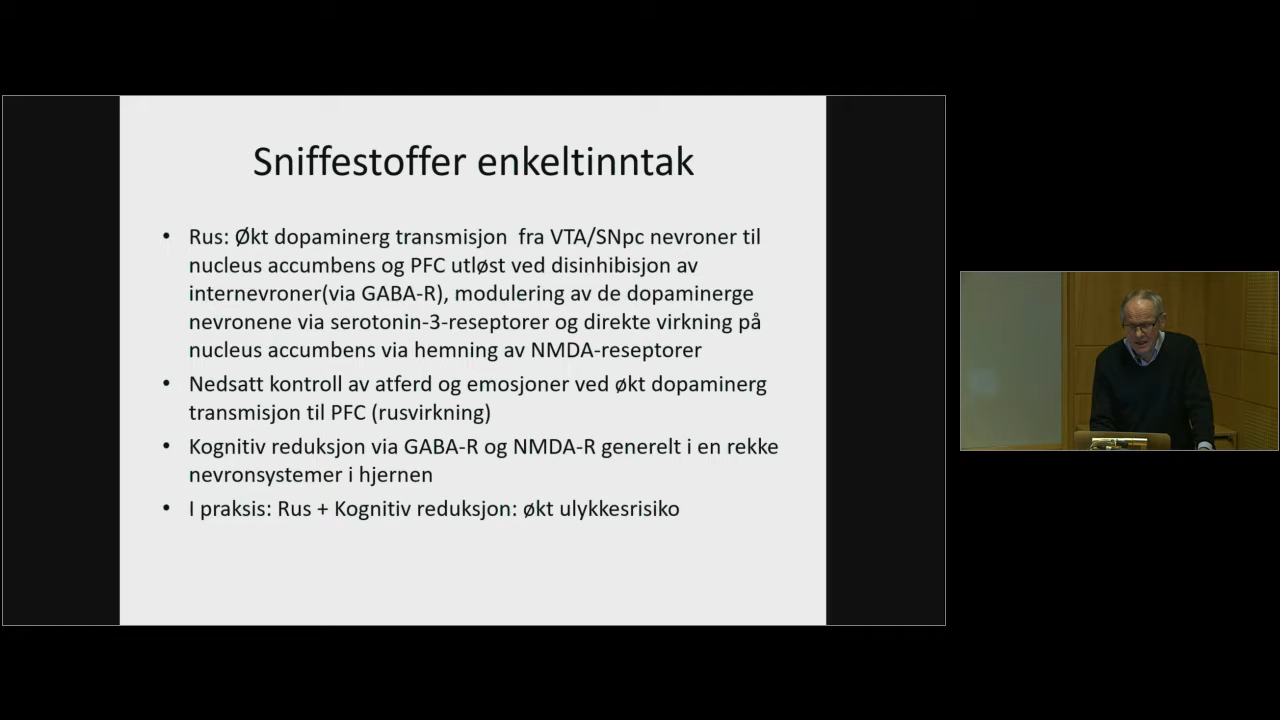 Sniffestoffer enkeltinntak
• Rus: Økt dopaminerg transmisjon  fra VTA/SNpc nevroner til
nucleus accumbens og PFC utløst ved disinhibisjon av
internevroner(via GABA-R), modulering av de dopaminerge
nevronene via serotonin-3-reseptorer og direkte virkning på
nucleus accumbens via hemning av NMDA-reseptorer
• Nedsatt kontroll av atferd og emosjoner ved økt dopaminerg
transmisjon til PFC (rusvirkning)
• Kognitiv reduksjon via GABA-R og NMDA-R generelt i en rekke
nevronsystemer i hjernen
• I praksis: Rus + Kognitiv reduksjon: økt ulykkesrisiko